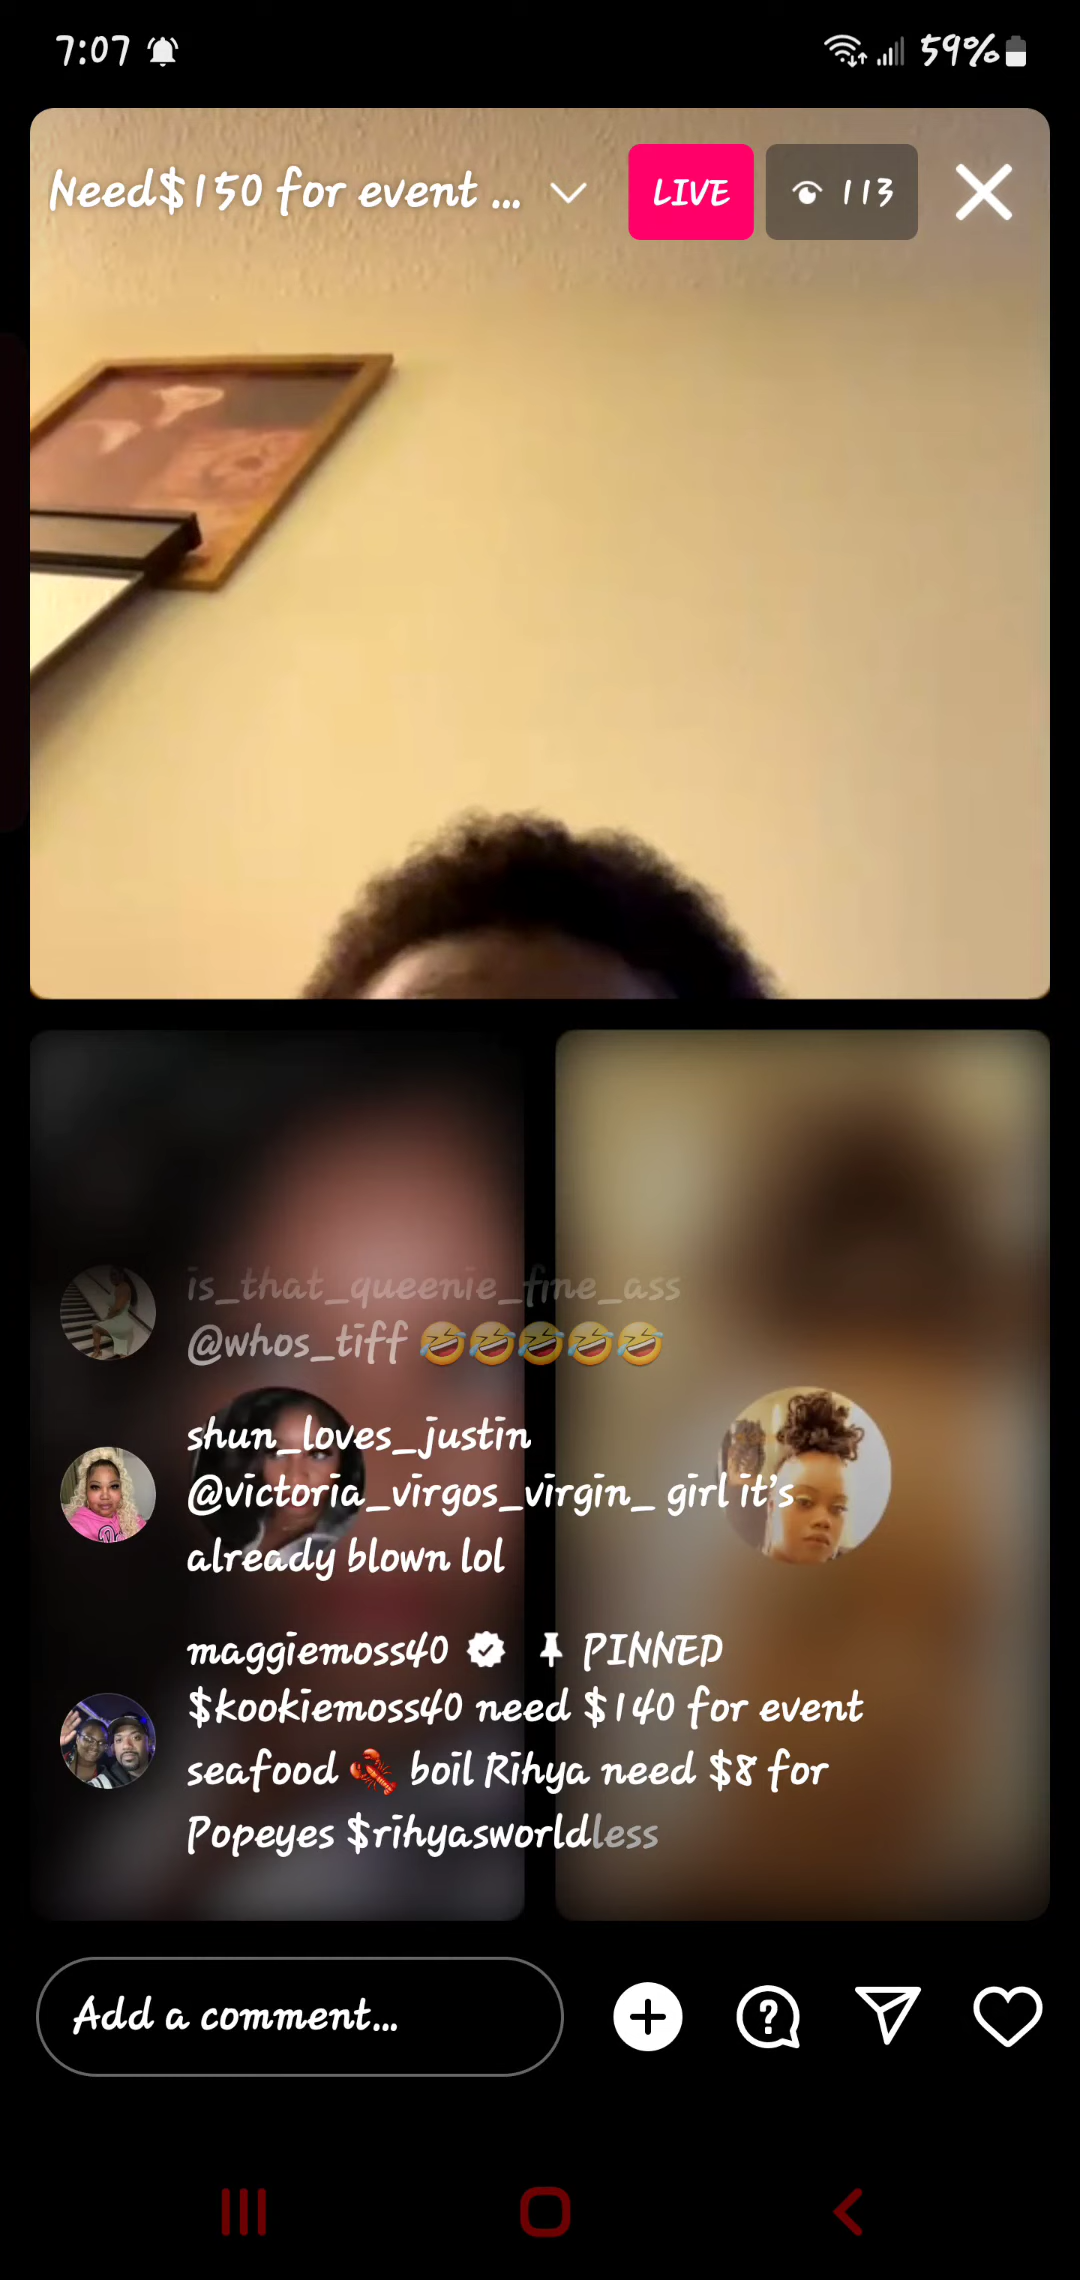 7:07 59%
Need$150 for event ... LIVE 113
is_that_queenie_fine_ass
@whos_tiff 🤣🤣🤣🤣🤣
shun_loves_justin
@victoria_virgos_virgin_ girl it's
already blown lol
maggiemoss40 PINNED
$kookiemoss40 need $140 for event
seafood 🦞 boil Rihya need $8 for
Popeyes $rihyasworldless
Add a comment...